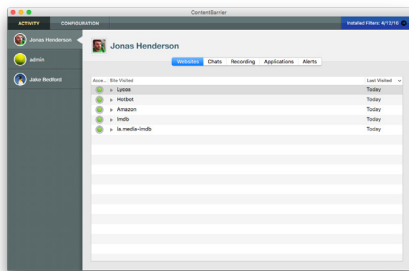 ContentBarrier
ACTIVITY CONFIGURATION Installed Filters: 4/12/16
Jonas Henderson
admin
Jake Bedford
Jonas Henderson
Websites Chats Recording Applications Alerts
Acce... Site Visited Last Visited
Lycos Today
Hotbot Today
Amazon Today
Imdb Today
ia.media-imdb Today